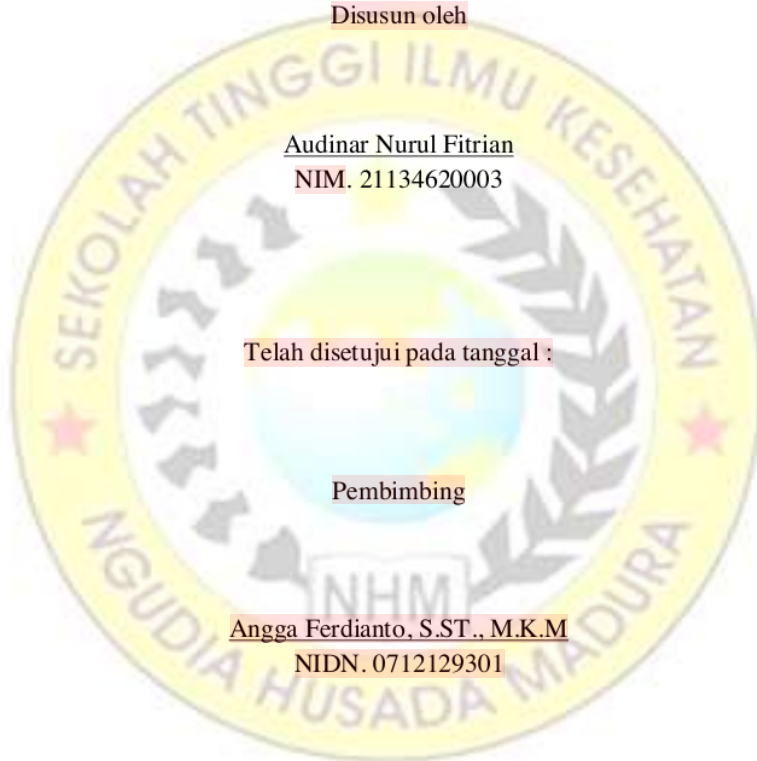 Disusun oleh
SEKOLAH TINGGI ILMU KESEHATAN
Audinar Nurul Fitrian
NIM. 21134620003
Telah disetujui pada tanggal :
Pembimbing
NHM
Angga Ferdianto, S.ST., M.K.M
NIDN. 0712129301
NGUDIA HUSADA MADURA